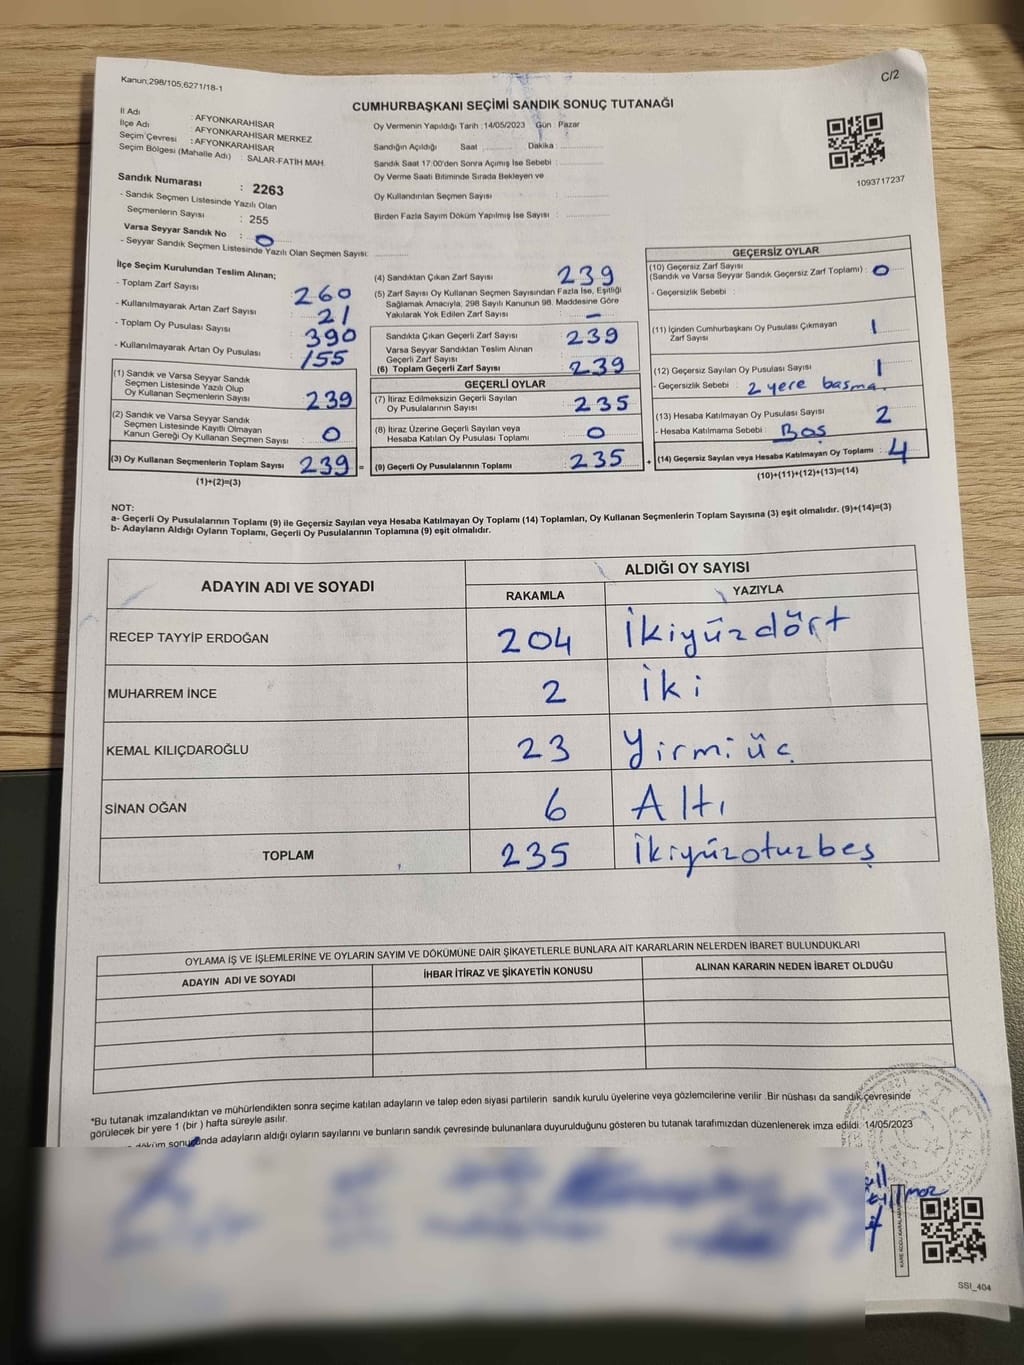 Kanun;298/105,6271/18-1
C/2
CUMHURBAŞKANI SEÇİMİ SANDIK SONUÇ TUTANAĞI
İl Adı : AFYONKARAHİSAR
İlçe Adı : AFYONKARAHİSAR MERKEZ
Seçim Çevresi : AFYONKARAHİSAR
Seçim Bölgesi (Mahalle Adı) : SALAR-FATİH MAH.
Sandık Numarası : 2263
- Sandık Seçmen Listesinde Yazılı Olan
Seçmenlerin Sayısı : 255
Varsa Seyyar Sandık No : 0
- Seyyar Sandık Seçmen Listesinde Yazılı Olan Seçmen Sayısı:
Oy Vermenin Yapıldığı Tarih : 14/05/2023 Gün : Pazar
Sandığın Açıldığı Saat Dakika
Sandık Saat 17:00'den Sonra Açımış İse Sebebi :
Oy Verme Saati Bitiminde Sırada Bekleyen ve
Oy Kullandırılan Seçmen Sayısı :
Birden Fazla Sayım Döküm Yapılmış İse Sayısı :
1093717237
İlçe Seçim Kurulundan Teslim Alınan;
- Toplam Zarf Sayısı : 260
- Kullanılmayarak Artan Zarf Sayısı : 21
- Toplam Oy Pusulası Sayısı : 390
- Kullanılmayarak Artan Oy Pusulası : 155
(1) Sandık ve Varsa Seyyar Sandık
Seçmen Listesinde Yazılı Olup
Oy Kullanan Seçmenlerin Sayısı : 239
(2) Sandık ve Varsa Seyyar Sandık
Seçmen Listesinde Kayıtlı Olmayan
Kanun Gereği Oy Kullanan Seçmen Sayısı : 0
(3) Oy Kullanan Seçmenlerin Toplam Sayısı : 239 =
(1)+(2)=(3)
(4) Sandıktan Çıkan Zarf Sayısı : 239
(5) Zarf Sayısı Oy Kullanan Seçmen Sayısından Fazla İse, Eşitliği
Sağlamak Amacıyla, 298 Sayılı Kanunun 98. Maddesine Göre
Yakılarak Yok Edilen Zarf Sayısı : —
Sandıkta Çıkan Geçerli Zarf Sayısı : 239
Varsa Seyyar Sandıktan Teslim Alınan
Geçerli Zarf Sayısı
(6) Toplam Geçerli Zarf Sayısı : 239
GEÇERLİ OYLAR
(7) İtiraz Edilmeksizin Geçerli Sayılan
Oy Pusulalarının Sayısı : 235
(8) İtiraz Üzerine Geçerli Sayılan veya
Hesaba Katılan Oy Pusulası Toplamı : 0
(9) Geçerli Oy Pusulalarının Toplamı : 235 +
GEÇERSİZ OYLAR
(10) Geçersiz Zarf Sayısı
(Sandık ve Varsa Seyyar Sandık Geçersiz Zarf Toplamı) : 0
- Geçersizlik Sebebi :
(11) İçinden Cumhurbaşkanı Oy Pusulası Çıkmayan
Zarf Sayısı : 1
(12) Geçersiz Sayılan Oy Pusulası Sayısı : 1
- Geçersizlik Sebebi : 2 yere basma.
(13) Hesaba Katılmayan Oy Pusulası Sayısı : 2
- Hesaba Katılmama Sebebi : Boş
(14) Geçersiz Sayılan veya Hesaba Katılmayan Oy Toplamı : 4
(10)+(11)+(12)+(13)=(14)
NOT:
a- Geçerli Oy Pusulalarının Toplamı (9) ile Geçersiz Sayılan veya Hesaba Katılmayan Oy Toplamı (14) Toplamları, Oy Kullanan Seçmenlerin Toplam Sayısına (3) eşit olmalıdır. (9)+(14)=(3)
b- Adayların Aldığı Oyların Toplamı, Geçerli Oy Pusulalarının Toplamına (9) eşit olmalıdır.
ADAYIN ADI VE SOYADI
ALDIĞI OY SAYISI
RAKAMLA YAZIYLA
RECEP TAYYİP ERDOĞAN 204 İkiyüzdört
MUHARREM İNCE 2 İki
KEMAL KILIÇDAROĞLU 23 Yirmiüç
SİNAN OĞAN 6 Altı
TOPLAM 235 İkiyüzotuzbeş
OYLAMA İŞ VE İŞLEMLERİNE VE OYLARIN SAYIM VE DÖKÜMÜNE DAİR ŞİKAYETLERLE BUNLARA AİT KARARLARIN NELERDEN İBARET BULUNDUKLARI
ADAYIN ADI VE SOYADI İHBAR İTİRAZ VE ŞİKAYETİN KONUSU ALINAN KARARIN NEDEN İBARET OLDUĞU
*Bu tutanak imzalandıktan ve mühürlendikten sonra seçime katılan adayların ve talep eden siyasi partilerin sandık kurulu üyelerine veya gözlemcilerine verilir. Bir nüshası da sandık çevresinde
görülecek bir yere 1 (bir ) hafta süreyle asılır.
döküm sonucunda adayların aldığı oyların sayılarını ve bunların sandık çevresinde bulunanlara duyurulduğunu gösteren bu tutanak tarafımızdan düzenlenerek imza edildi. 14/05/2023
SSI_404